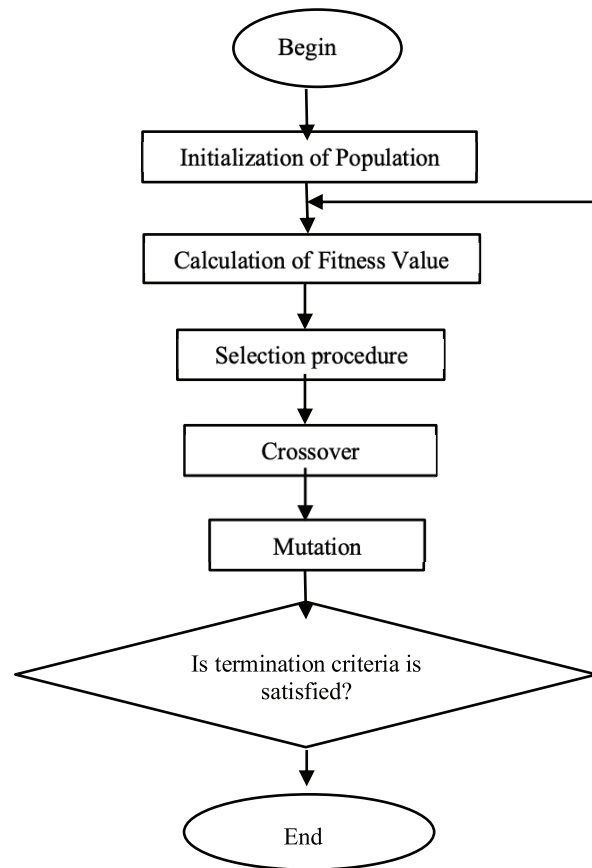 Begin
Initialization of Population
Calculation of Fitness Value
Selection procedure
Crossover
Mutation
Is termination criteria is
satisfied?
End